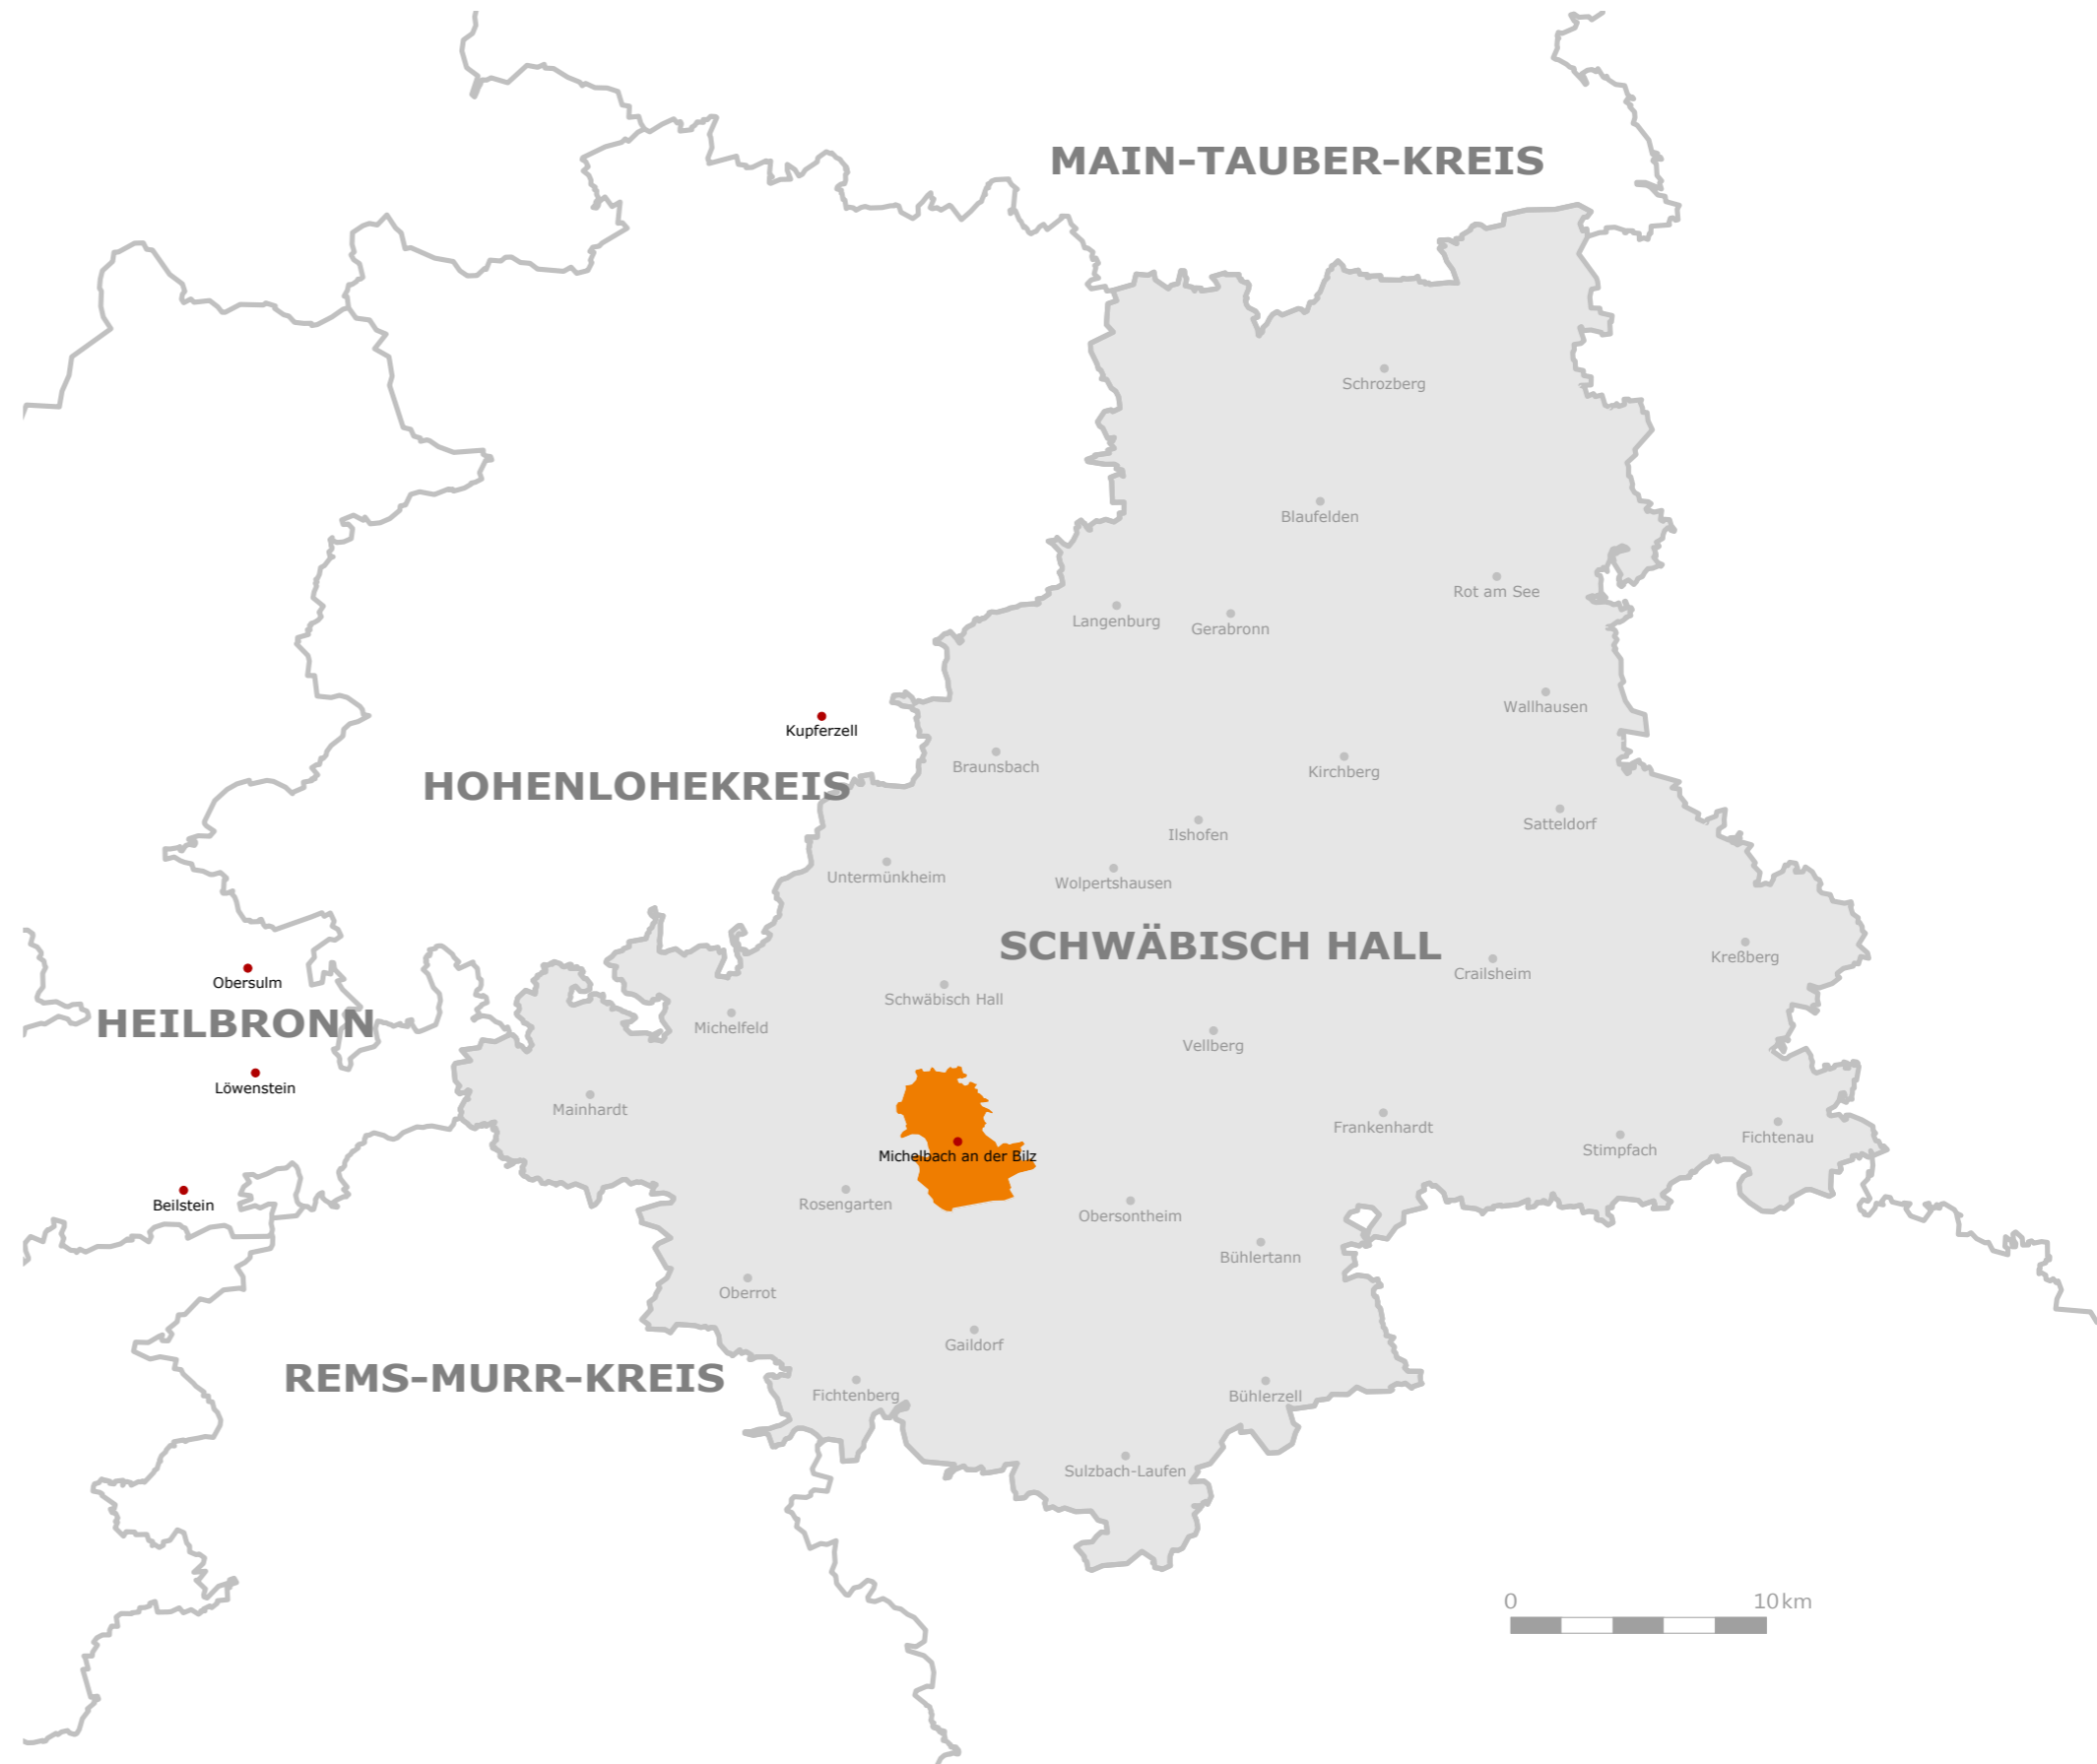 MAIN-TAUBER-KREIS
Schrozberg
Blaufelden
Rot am See
Langenburg
Gerabronn
Wallhausen
Kupferzell
Braunsbach
Kirchberg
HOHENLOHEKREIS
Ilshofen
Satteldorf
Untermünkheim
Wolpertshausen
SCHWÄBISCH HALL
Kreßberg
Crailsheim
Obersulm
Schwäbisch Hall
HEILBRONN
Michelfeld
Vellberg
Löwenstein
Mainhardt
Frankenhardt
Fichtenau
Stimpfach
Michelbach an der Bilz
Beilstein
Rosengarten
Obersontheim
Bühlertann
Oberrot
Gaildorf
REMS-MURR-KREIS
Fichtenberg
Bühlerzell
Sulzbach-Laufen
0 10km